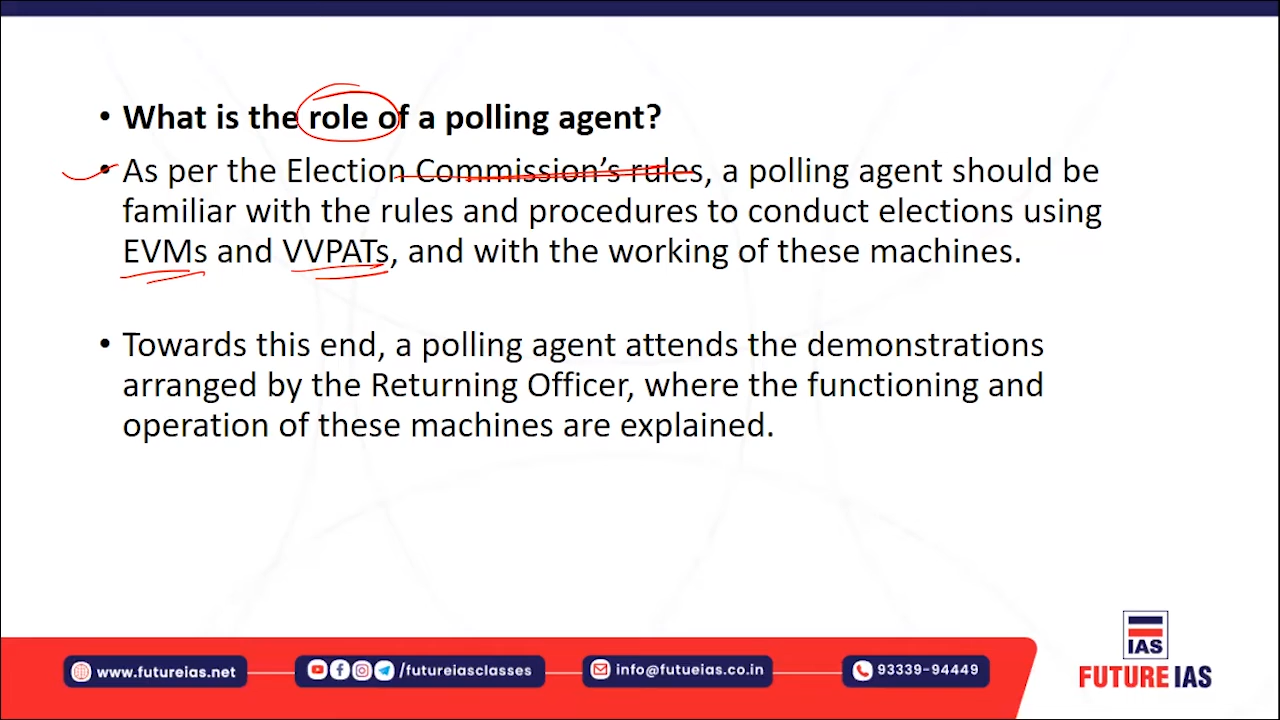 • What is the role of a polling agent?
• As per the Election Commission's rules, a polling agent should be
familiar with the rules and procedures to conduct elections using
EVMs and VVPATs, and with the working of these machines.
• Towards this end, a polling agent attends the demonstrations
arranged by the Returning Officer, where the functioning and
operation of these machines are explained.
IAS
FUTURE IAS
www.futureias.net
/futureiasclasses
info@futueias.co.in
93339-94449